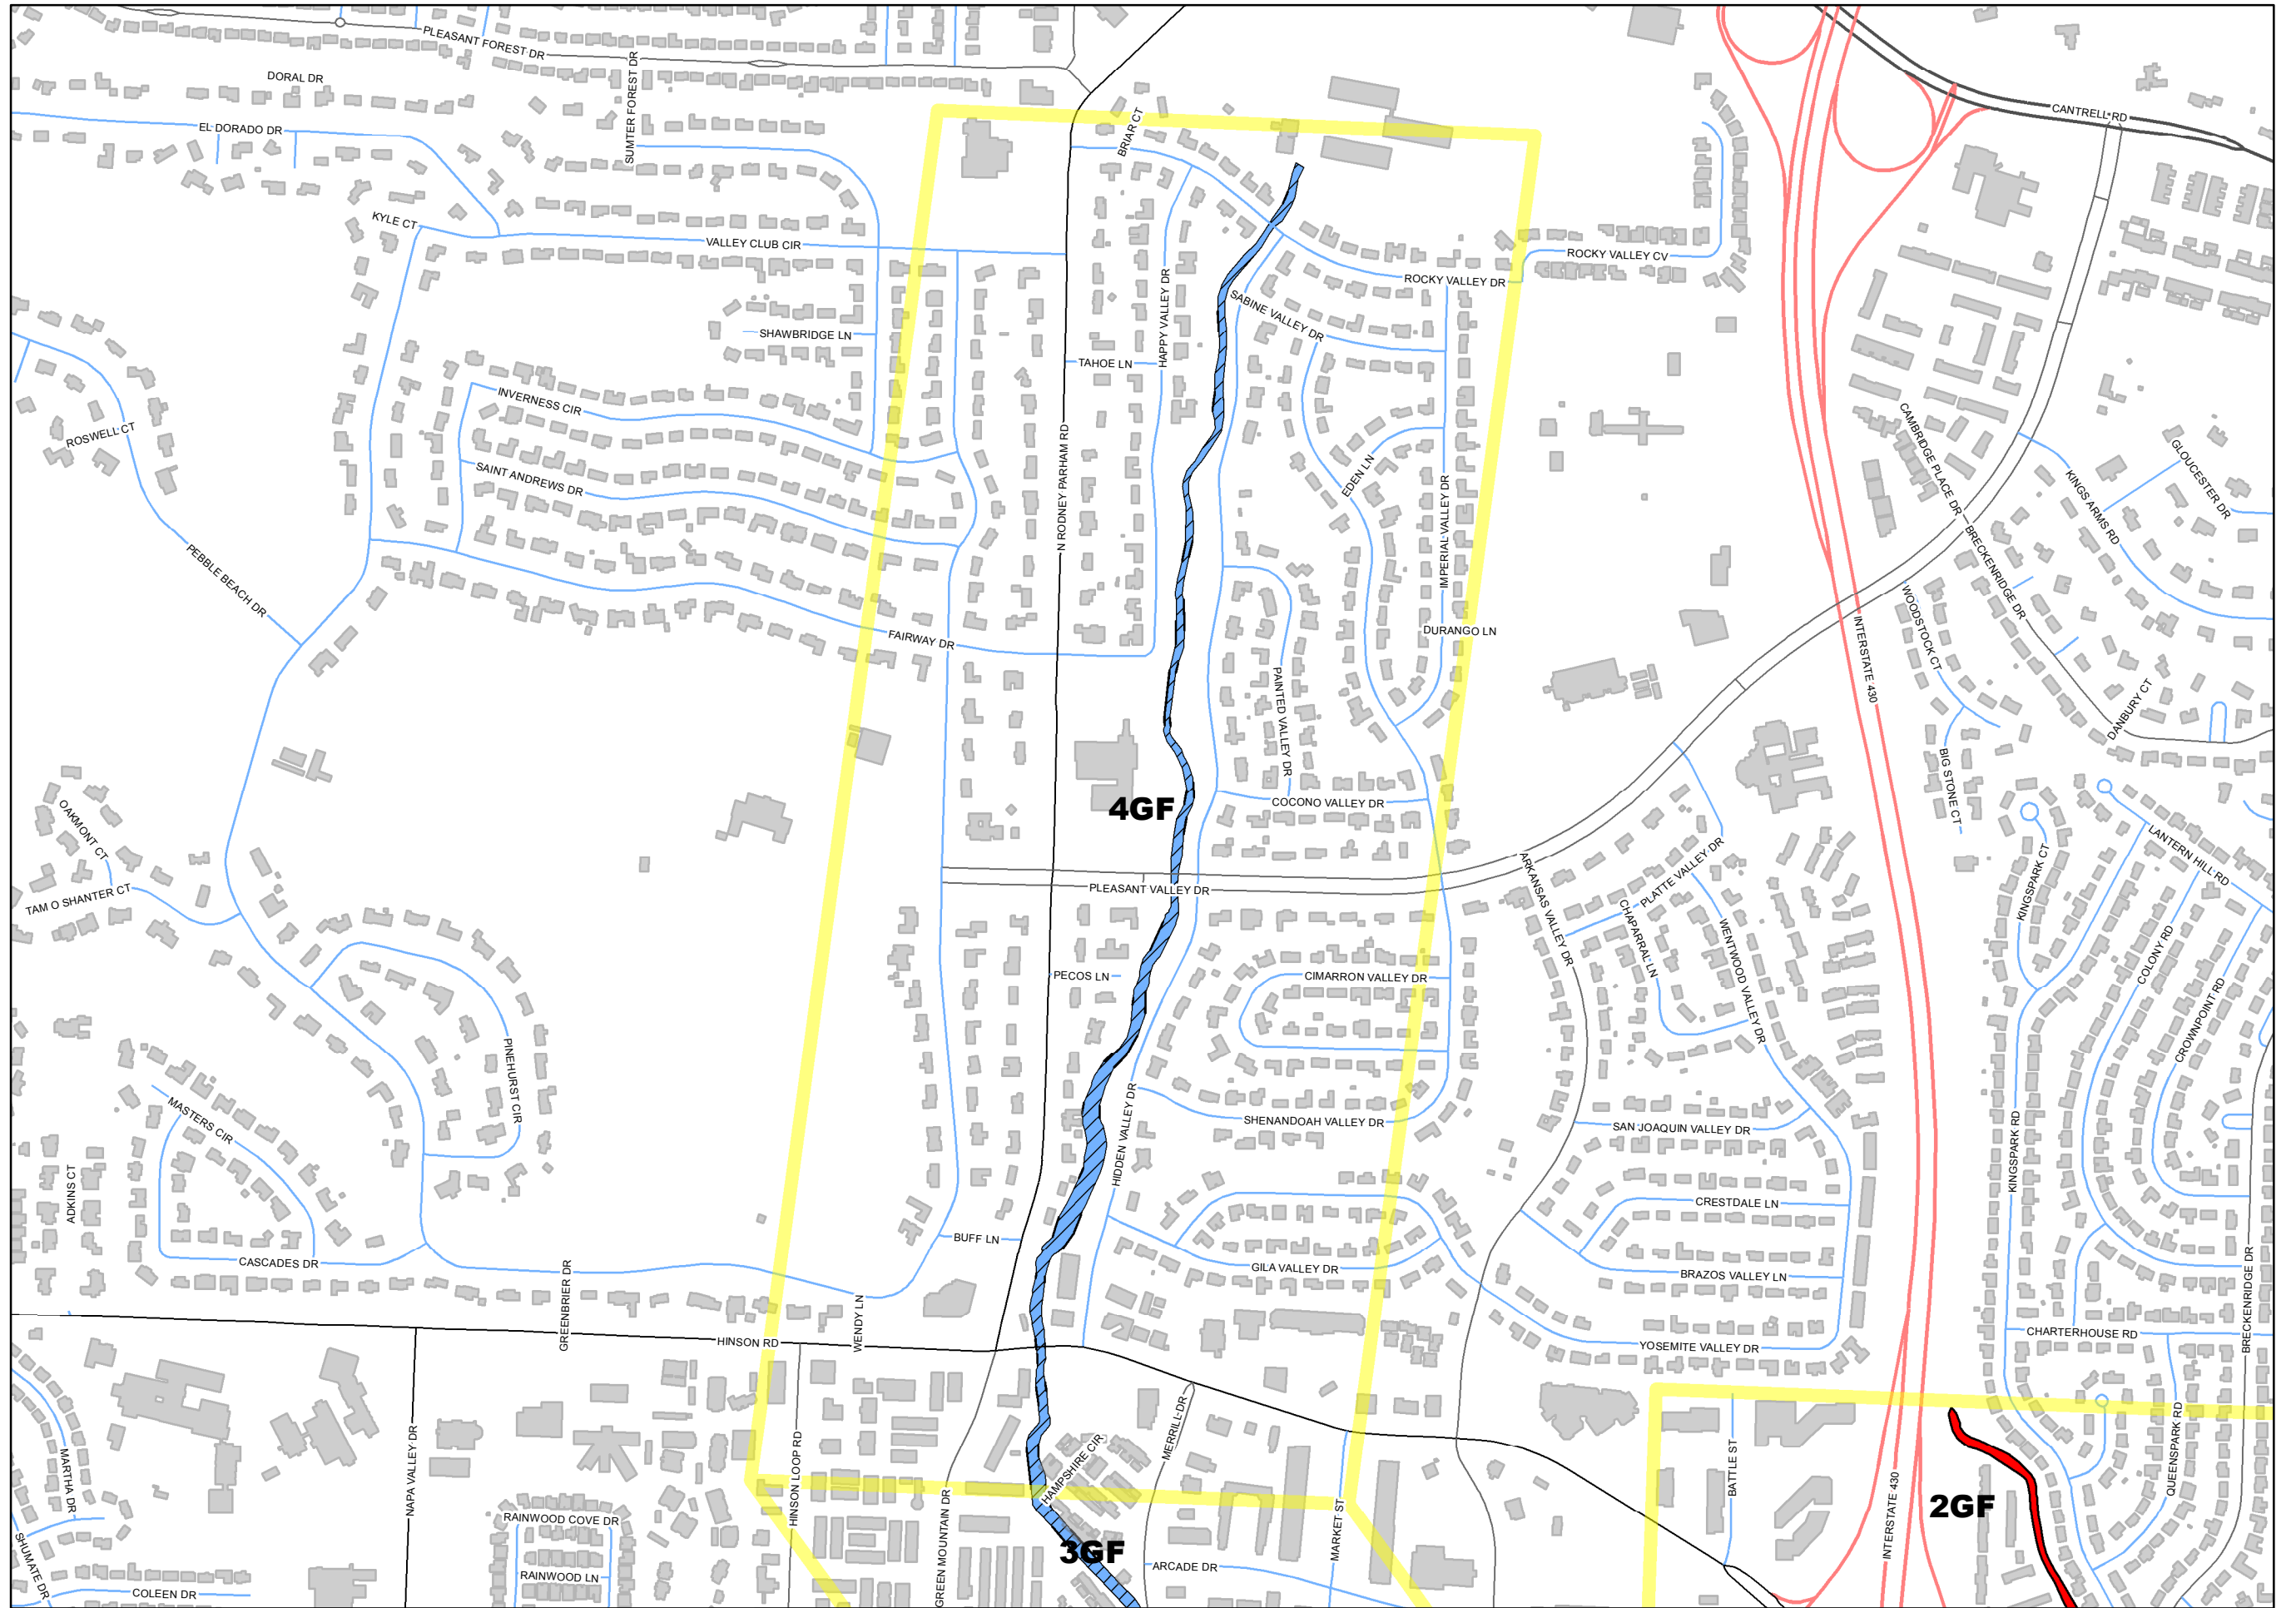 PLEASANT FOREST DR
DORAL DR
SUMTER FOREST DR
EL DORADO DR
BRIAR CT
CANTRELL RD
KYLE CT
VALLEY CLUB CIR
ROCKY VALLEY CV
ROCKY VALLEY DR
HAPPY VALLEY DR
SABINE VALLEY DR
SHAWBRIDGE LN
TAHOE LN
INVERNESS CIR
ROSWELL CT
N RODNEY PARHAM RD
EDEN LN
CAMBRIDGE PLACE DR
GLOUCESTER DR
KINGS ARMS RD
SAINT ANDREWS DR
IMPERIAL VALLEY DR
BRECKENRIDGE DR
PEBBLE BEACH DR
WOODSTOCK CT
FAIRWAY DR
DURANGO LN
INTERSTATE 430
PAINTED VALLEY DR
DANBURY CT
BIG STONE CT
COCONO VALLEY DR
4GF
OAKMONT CT
LANTERN HILL RD
TAM O SHANTER CT
PLEASANT VALLEY DR
ARKANSAS VALLEY DR
PLATTE VALLEY DR
KINGSPARK CT
CHAPARRAL LN
WENTWOOD VALLEY DR
COLONY RD
PECOS LN
CIMARRON VALLEY DR
CROWNPOINT RD
PINEHURST CIR
MASTERS CIR
HIDDEN VALLEY DR
SHENANDOAH VALLEY DR
SAN JOAQUIN VALLEY DR
KINGSPARK RD
ADKINS CT
CRESTDALE LN
BUFF LN
CASCADES DR
GILA VALLEY DR
BRAZOS VALLEY LN
BRECKENRIDGE DR
GREENBRIER DR
WENDY LN
HINSON RD
YOSEMITE VALLEY DR
CHARTERHOUSE RD
MERRILL DR
MARTHA DR
NAPA VALLEY DR
HINSON LOOP RD
HAMPSHIRE CIR
BATTLE ST
QUEENSPARK RD
GREEN MOUNTAIN DR
MARKET ST
INTERSTATE 430
2GF
RAINWOOD COVE DR
3GF
SHUMATE DR
RAINWOOD LN
ARCADE DR
COLEEN DR